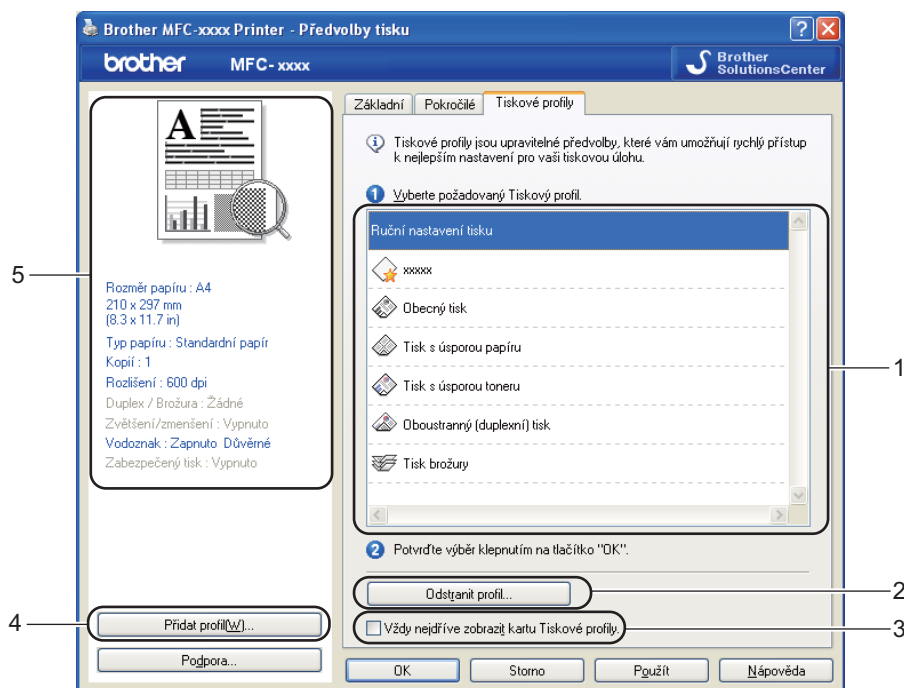 Brother MFC-xxxx Printer - Předvolby tisku
brother MFC- xxxx
Brother
SolutionsCenter
Základní Pokročilé Tiskové profily
Tiskové profily jsou upravitelné předvolby, které vám umožňují rychlý přístup
k nejlepším nastavení pro vaši tiskovou úlohu.
1 Vyberte požadovaný Tiskový profil.
Ruční nastavení tisku
xxxxx
Obecný tisk
Tisk s úsporou papíru
Tisk s úsporou toneru
Oboustranný (duplexní) tisk
Tisk brožury
2 Potvrďte výběr klepnutím na tlačítko "OK".
Odstranit profil...
Vždy nejdříve zobrazit kartu Tiskové profily.
1
2
3
A
5
Rozměr papíru : A4
210 x 297 mm
(8.3 x 11.7 in)
Typ papíru : Standardní papír
Kopií : 1
Rozlišení : 600 dpi
Duplex / Brožura : Žádné
Zvětšení/zmenšení : Vypnuto
Vodoznak : Zapnuto Důvěrné
Zabezpečený tisk : Vypnuto
4
Přidat profil(W)...
Podpora...
OK Storno Použít Nápověda